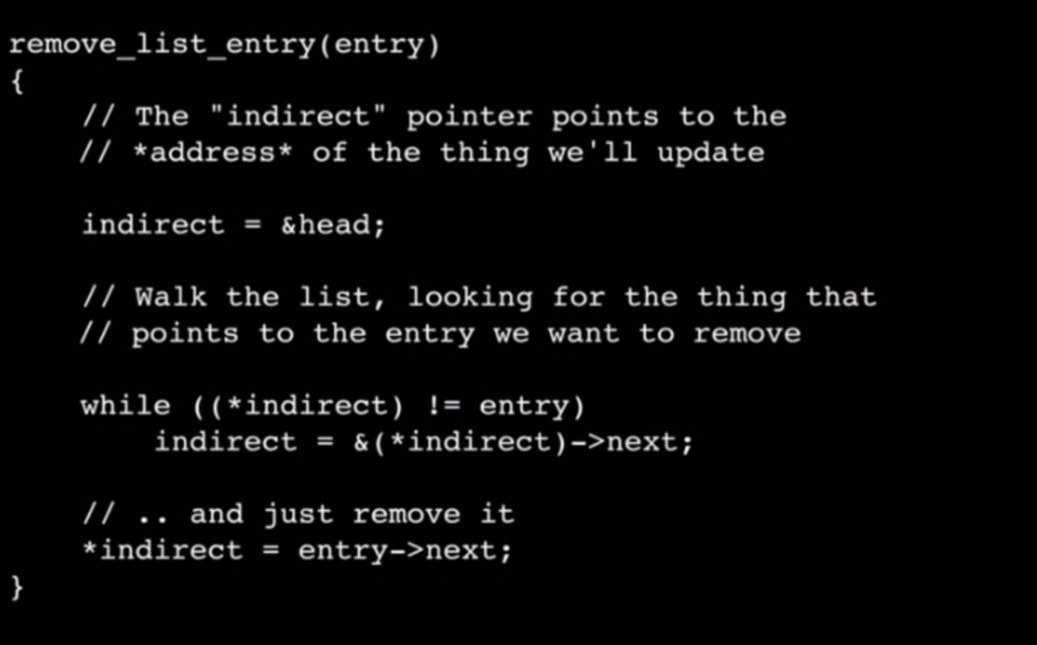 remove_list_entry(entry)
{
// The "indirect" pointer points to the
// *address* of the thing we'll update
indirect = &head;
// Walk the list, looking for the thing that
// points to the entry we want to remove
while ((*indirect) != entry)
indirect = &(*indirect)->next;
// .. and just remove it
*indirect = entry->next;
}